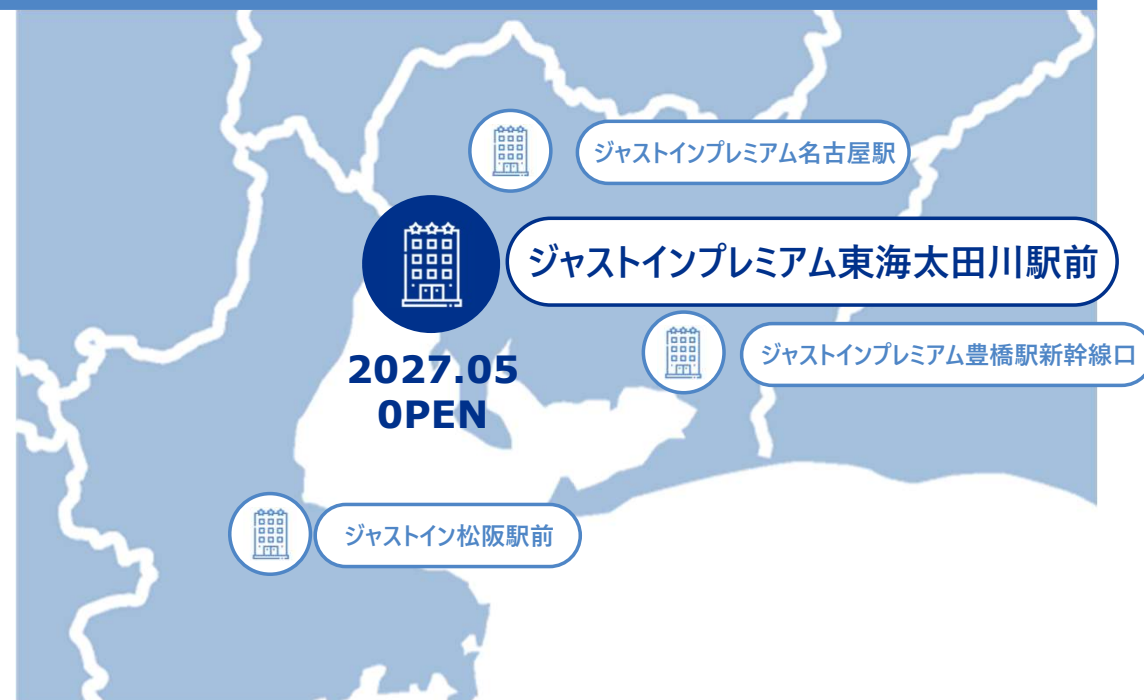 ジャストインプレミアム名古屋駅
ジャストインプレミアム東海太田川駅前
ジャストインプレミアム豊橋駅新幹線口
2027.05
0PEN
ジャストイン松阪駅前